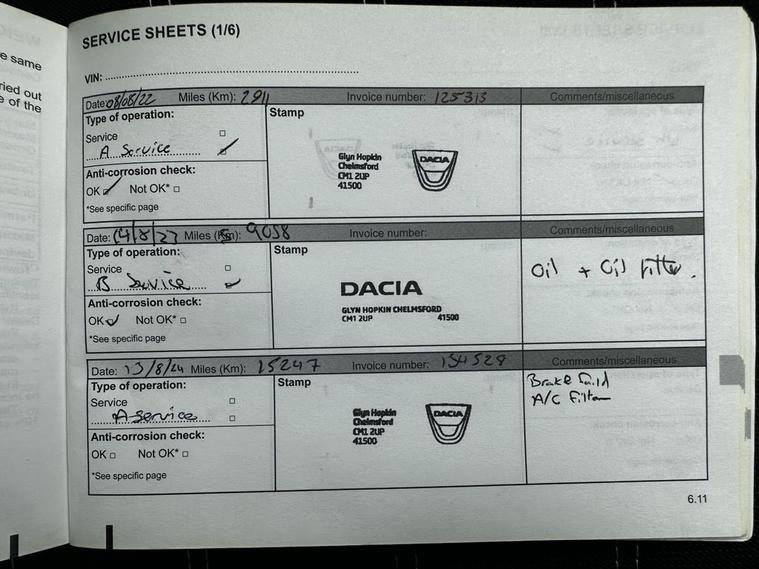 e same
ried out
e of the
SERVICE SHEETS (1/6)
VIN:
Date: 08/08/22 Miles (Km): 2911 Invoice number: 125313 Comments/miscellaneous
Type of operation:
Service
A Service
Anti-corrosion check:
OK Not OK*
*See specific page
Stamp
Glyn Hopkin
Chelmsford
CM1 2UP
41500
DACIA
Date: 14/8/23 Miles (Km): 9058 Invoice number: Comments/miscellaneous
Type of operation:
Service
B Service
Anti-corrosion check:
OK Not OK*
*See specific page
Stamp
DACIA
GLYN HOPKIN CHELMSFORD
CM1 2UP 41500
Oil + Oil Filter.
Date: 13/8/24 Miles (Km): 15247 Invoice number: 154529 Comments/miscellaneous
Type of operation:
Service
A Service
Anti-corrosion check:
OK Not OK*
*See specific page
Stamp
Glyn Hopkin
Chelmsford
CM1 2UP
41500
DACIA
Brake fluid
A/C Filter
6.11